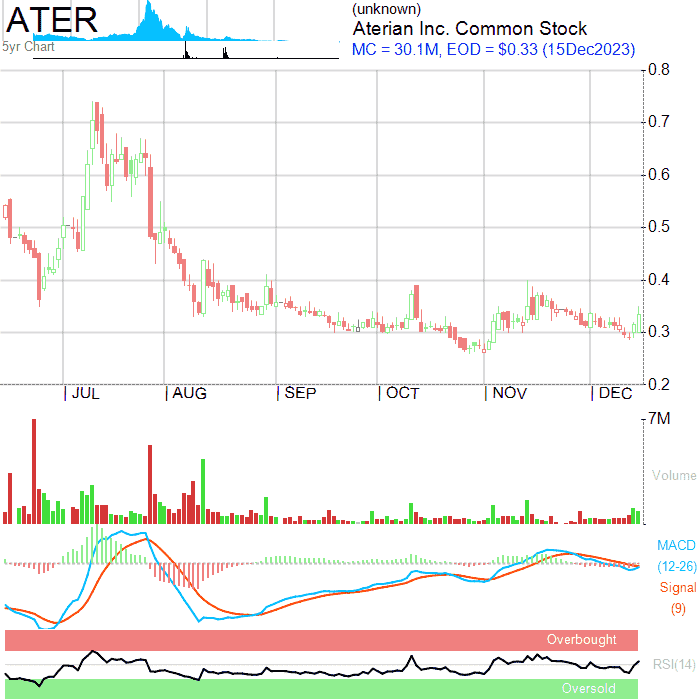 ATER
5yr Chart
(unknown)
Aterian Inc. Common Stock
MC = 30.1M, EOD = $0.33 (15Dec2023)
0.8
0.7
0.6
0.5
0.4
0.3
0.2
JUL AUG SEP OCT NOV DEC
7M
Volume
MACD
(12-26)
Signal
(9)
Overbought
RSI(14)
Oversold